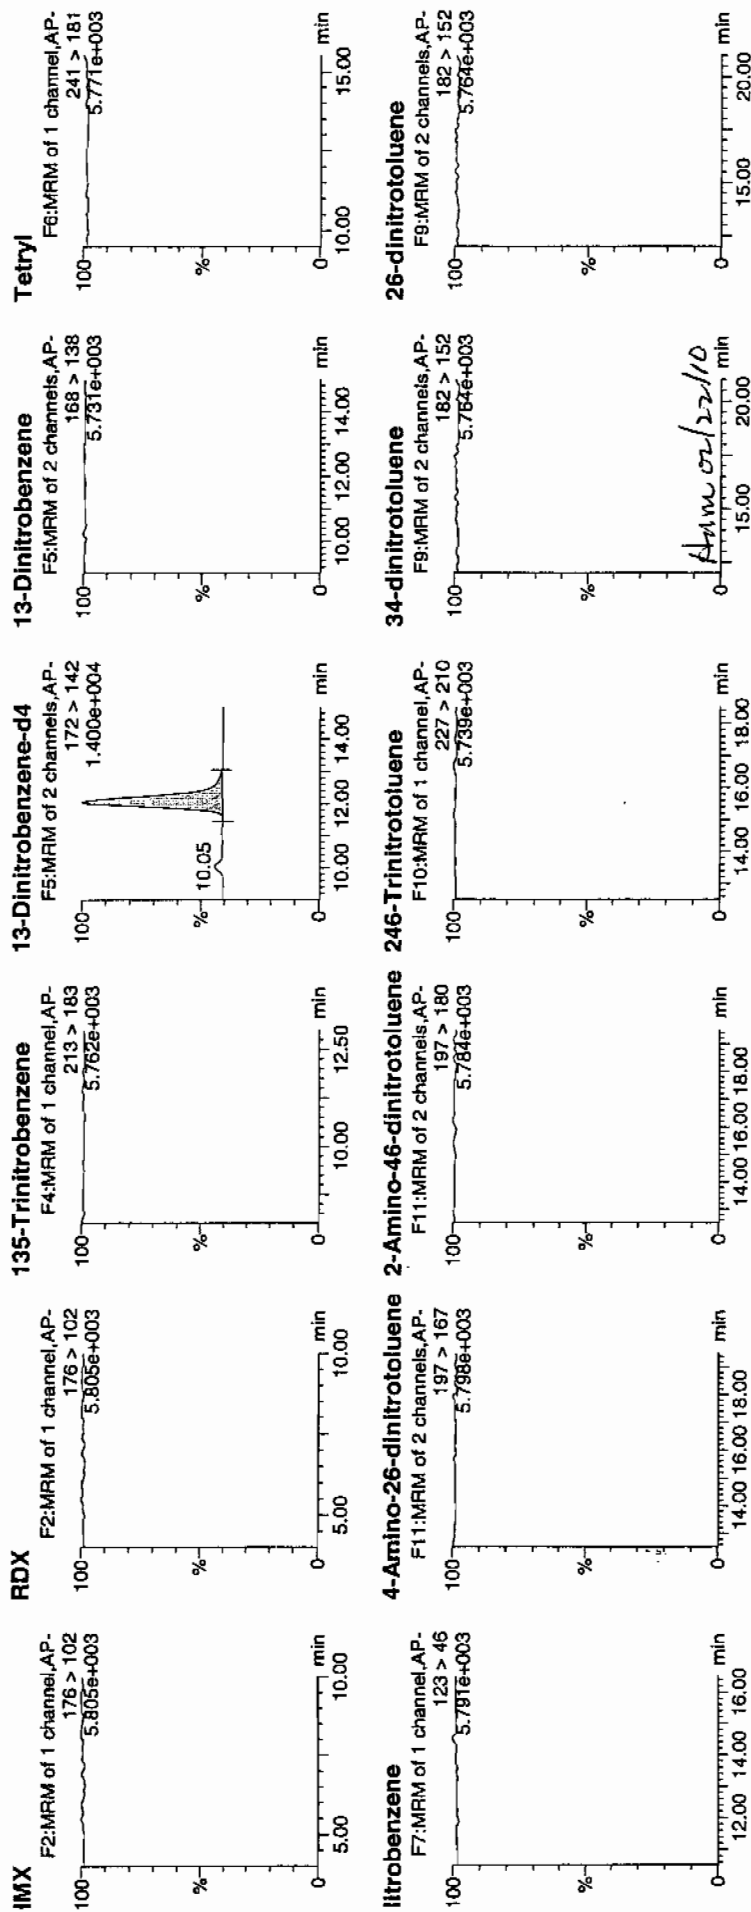 HMX
F2:MRM of 1 channel,AP-
176 > 102
5.805e+003
100
%
0
5.00
10.00
min
RDX
F2:MRM of 1 channel,AP-
176 > 102
5.805e+003
100
%
0
5.00
10.00
min
135-Trinitrobenzene
F4:MRM of 1 channel,AP-
213 > 183
5.762e+003
100
%
0
10.00
12.50
min
13-Dinitrobenzene-d4
F5:MRM of 2 channels,AP-
172 > 142
1.400e+004
100
%
0
10.05
10.00
12.00
14.00
min
13-Dinitrobenzene
F5:MRM of 2 channels,AP-
168 > 138
5.731e+003
100
%
0
10.00
12.00
14.00
min
Tetryl
F6:MRM of 1 channel,AP-
241 > 181
5.771e+003
100
%
0
10.00
15.00
min
litrobenzene
F7:MRM of 1 channel,AP-
123 > 46
5.791e+003
100
%
0
12.00
14.00
16.00
min
4-Amino-26-dinitrotoluene
F11:MRM of 2 channels,AP-
197 > 167
5.798e+003
100
%
0
14.00
16.00
18.00
min
2-Amino-46-dinitrotoluene
F11:MRM of 2 channels,AP-
197 > 180
5.784e+003
100
%
0
14.00
16.00
18.00
min
246-Trinitrotoluene
F10:MRM of 1 channel,AP-
227 > 210
5.739e+003
100
%
0
14.00
16.00
18.00
min
34-dinitrotoluene
F9:MRM of 2 channels,AP-
182 > 152
5.764e+003
100
%
0
15.00
20.00
min
02/22/10
26-dinitrotoluene
F9:MRM of 2 channels,AP-
182 > 152
5.764e+003
100
%
0
15.00
20.00
min